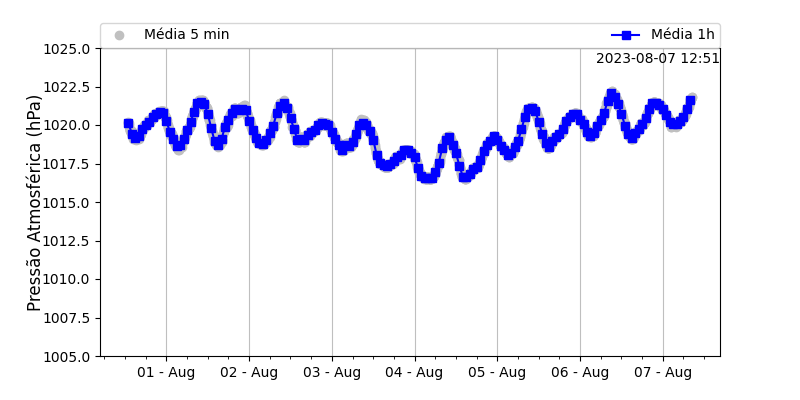 Média 5 min
Média 1h
2023-08-07 12:51
Pressão Atmosférica (hPa)
1025.0
1022.5
1020.0
1017.5
1015.0
1012.5
1010.0
1007.5
1005.0
01 - Aug
02 - Aug
03 - Aug
04 - Aug
05 - Aug
06 - Aug
07 - Aug